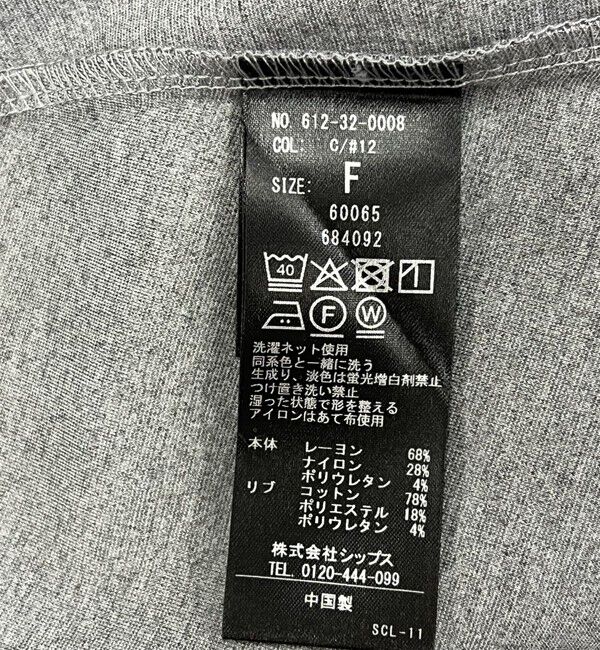 NO. 612-32-0008
COL: C/#12
SIZE: F
60065
684092
40
F W
洗濯ネット使用
同系色と一緒に洗う
生成り、淡色は蛍光増白剤禁止
つけ置き洗い禁止
湿った状態で形を整える
アイロンはあて布使用
本体 レーヨン 68%
ナイロン 28%
ポリウレタン 4%
リブ コットン 78%
ポリエステル 18%
ポリウレタン 4%
株式会社シップス
TEL. 0120-444-099
中国製
SCL-11